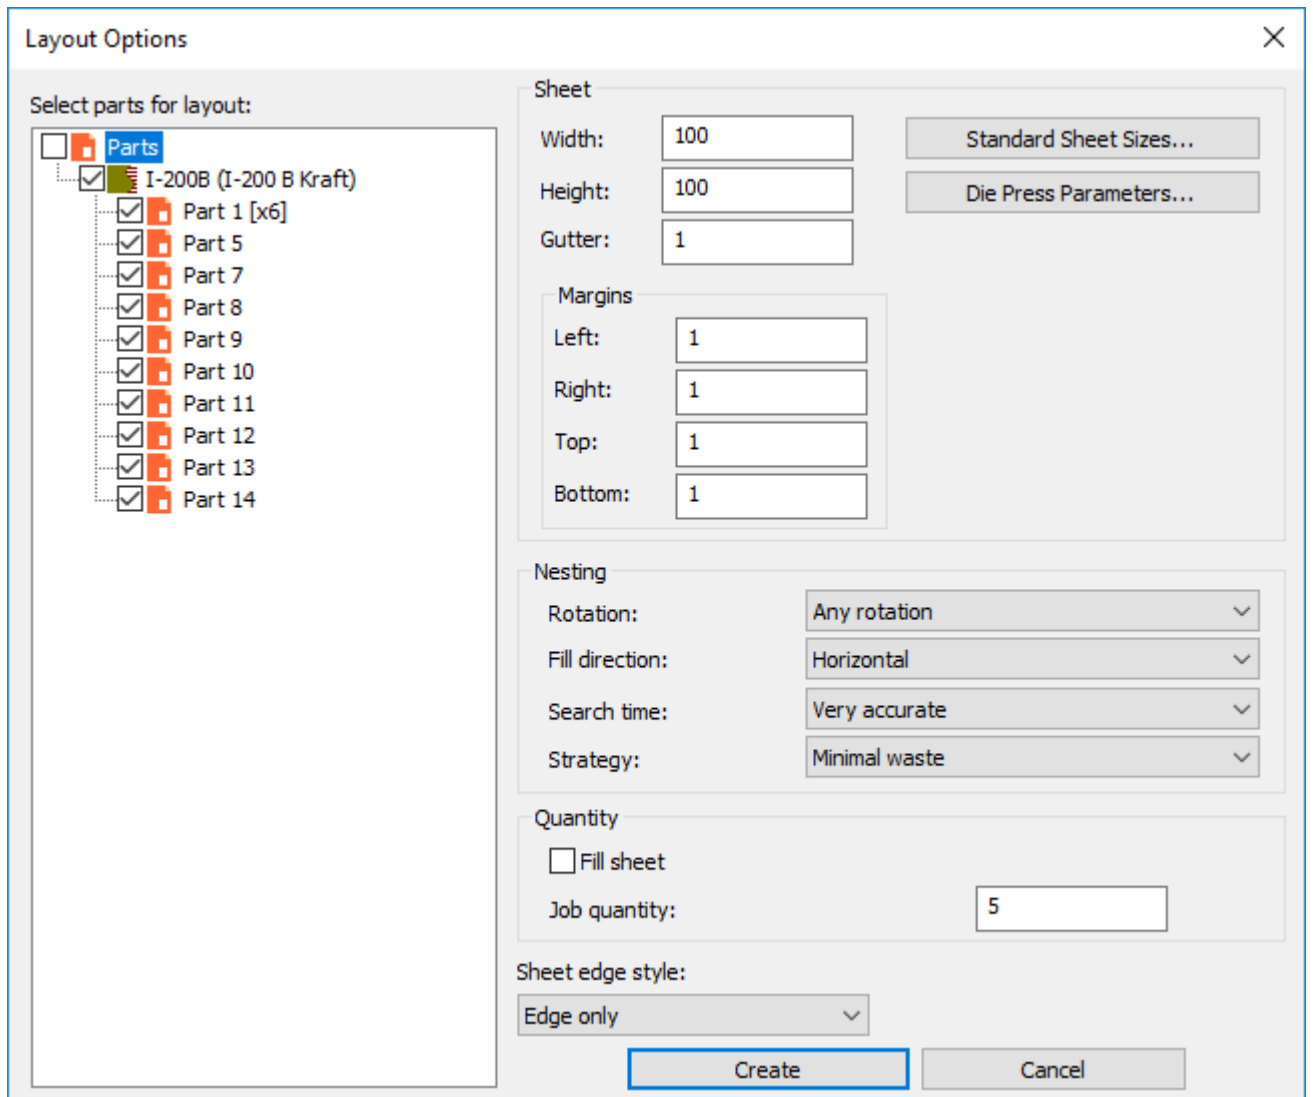 Layout Options
Select parts for layout:
Parts
I-200B (I-200 B Kraft)
Part 1 [x6]
Part 5
Part 7
Part 8
Part 9
Part 10
Part 11
Part 12
Part 13
Part 14
Sheet
Width: 100
Standard Sheet Sizes...
Height: 100
Die Press Parameters...
Gutter: 1
Margins
Left: 1
Right: 1
Top: 1
Bottom: 1
Nesting
Rotation: Any rotation
Fill direction: Horizontal
Search time: Very accurate
Strategy: Minimal waste
Quantity
Fill sheet
Job quantity: 5
Sheet edge style:
Edge only
Create
Cancel